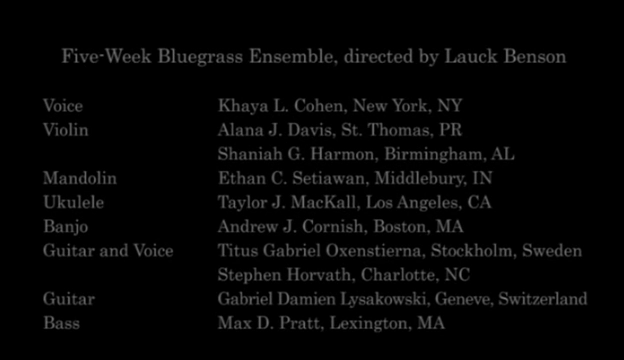 Five-Week Bluegrass Ensemble, directed by Lauck Benson
Voice Khaya L. Cohen, New York, NY
Violin Alana J. Davis, St. Thomas, PR
Shaniah G. Harmon, Birmingham, AL
Mandolin Ethan C. Setiawan, Middlebury, IN
Ukulele Taylor J. MacKall, Los Angeles, CA
Banjo Andrew J. Cornish, Boston, MA
Guitar and Voice Titus Gabriel Oxenstierna, Stockholm, Sweden
Stephen Horvath, Charlotte, NC
Guitar Gabriel Damien Lysakowski, Geneve, Switzerland
Bass Max D. Pratt, Lexington, MA